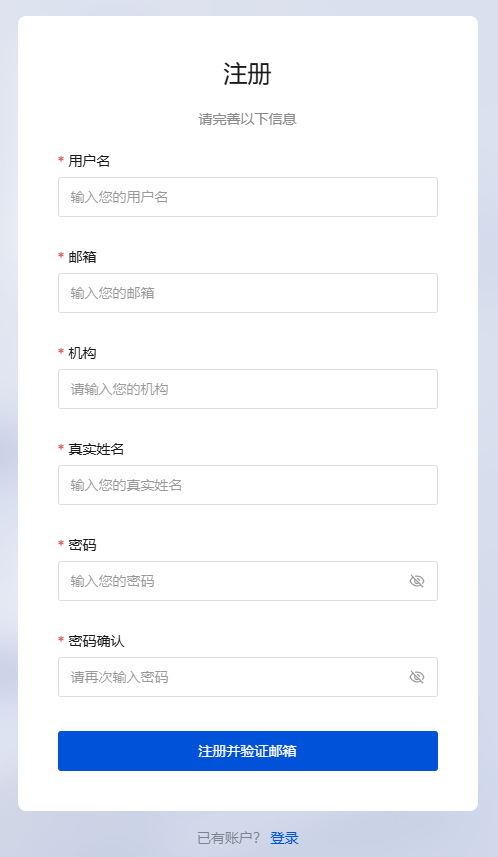 注册
请完善以下信息
* 用户名
输入您的用户名
* 邮箱
输入您的邮箱
* 机构
请输入您的机构
* 真实姓名
输入您的真实姓名
* 密码
输入您的密码
* 密码确认
请再次输入密码
注册并验证邮箱
已有账户？ 登录